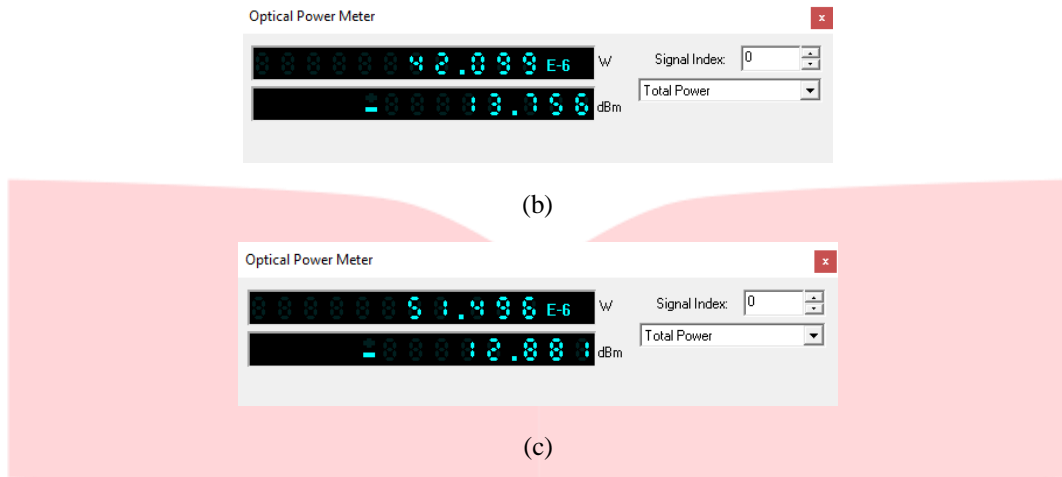 Optical Power Meter x
42.099 E-6 W Signal Index: 0
- 13.756 dBm Total Power
(b)
Optical Power Meter x
51.496 E-6 W Signal Index: 0
- 12.881 dBm Total Power
(c)